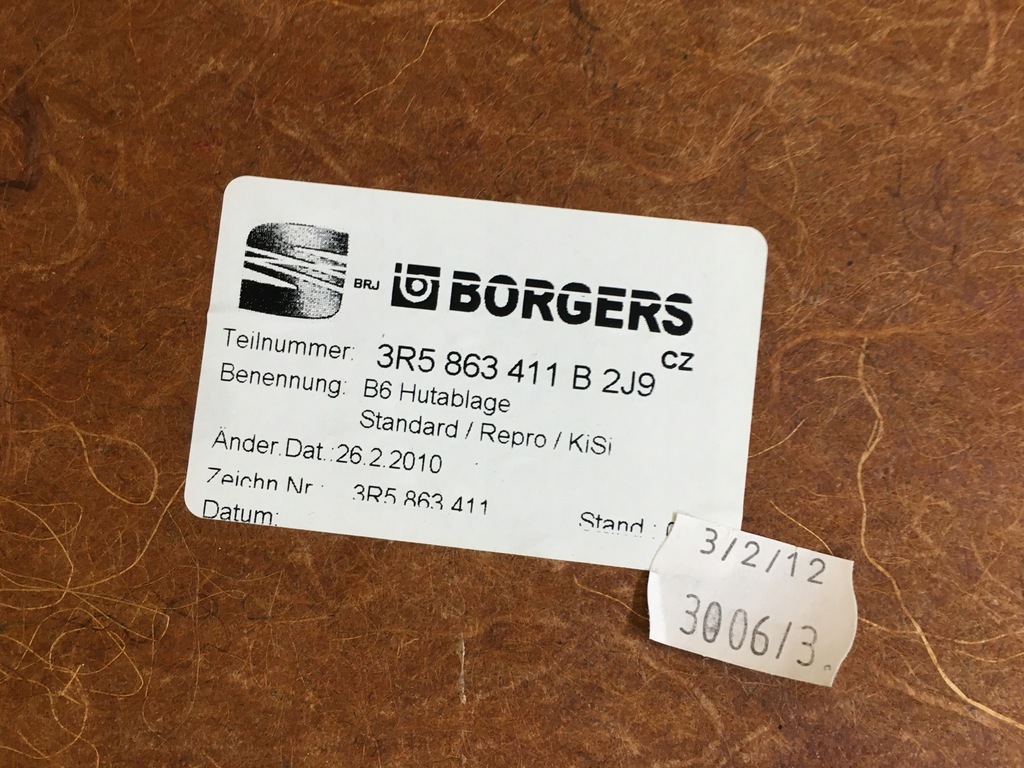 BRJ BORGERS
CZ
Teilnummer: 3R5 863 411 B 2J9
Benennung: B6 Hutablage
Standard / Repro / KiSi
Änder.Dat.:26.2.2010
Zeichn Nr : 3R5 863 411
Datum: Stand :
3/2/12
3006/3.